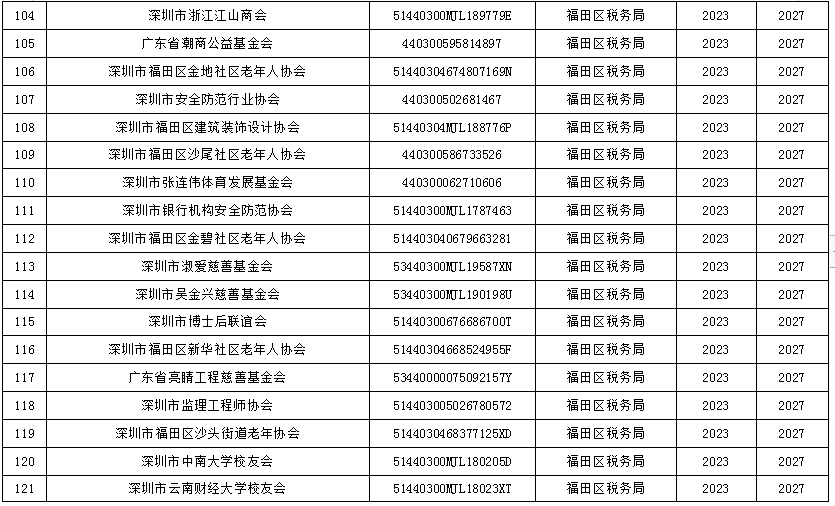 104 深圳市浙江江山商会 51440300MJL189779E 福田区税务局 2023 2027
105 广东省潮商公益基金会 440300595814897 福田区税务局 2023 2027
106 深圳市福田区金地社区老年人协会 51440304674807169N 福田区税务局 2023 2027
107 深圳市安全防范行业协会 440300502681467 福田区税务局 2023 2027
108 深圳市福田区建筑装饰设计协会 51440304MJL188776P 福田区税务局 2023 2027
109 深圳市福田区沙尾社区老年人协会 440300586733526 福田区税务局 2023 2027
110 深圳市张连伟体育发展基金会 440300062710606 福田区税务局 2023 2027
111 深圳市银行机构安全防范协会 51440300MJL1787463 福田区税务局 2023 2027
112 深圳市福田区金碧社区老年人协会 514403040679663281 福田区税务局 2023 2027
113 深圳市淑爱慈善基金会 53440300MJL19587XN 福田区税务局 2023 2027
114 深圳市吴金兴慈善基金会 53440300MJL190198U 福田区税务局 2023 2027
115 深圳市博士后联谊会 51440300676686700T 福田区税务局 2023 2027
116 深圳市福田区新华社区老年人协会 51440304668524955F 福田区税务局 2023 2027
117 广东省亮睛工程慈善基金会 53440000075092157Y 福田区税务局 2023 2027
118 深圳市监理工程师协会 514403005026780572 福田区税务局 2023 2027
119 深圳市福田区沙头街道老年协会 5144030468377125XD 福田区税务局 2023 2027
120 深圳市中南大学校友会 51440300MJL180205D 福田区税务局 2023 2027
121 深圳市云南财经大学校友会 51440300MJL18023XT 福田区税务局 2023 2027